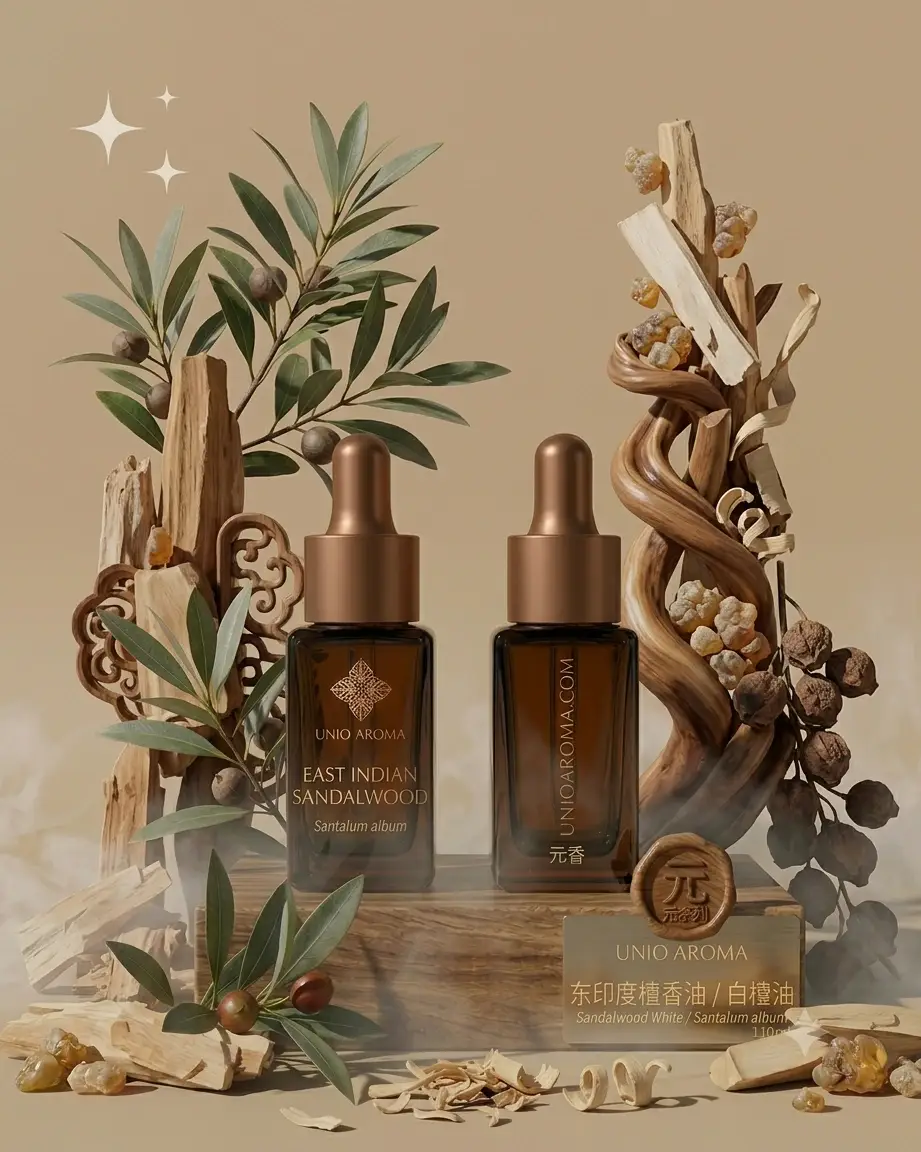 UNIO AROMA
EAST INDIAN
SANDALWOOD
Santalum album
UNIOAROMA.COM
元香
元
UNIO AROMA
东印度檀香油 / 白檀油
Sandalwood White / Santalum album